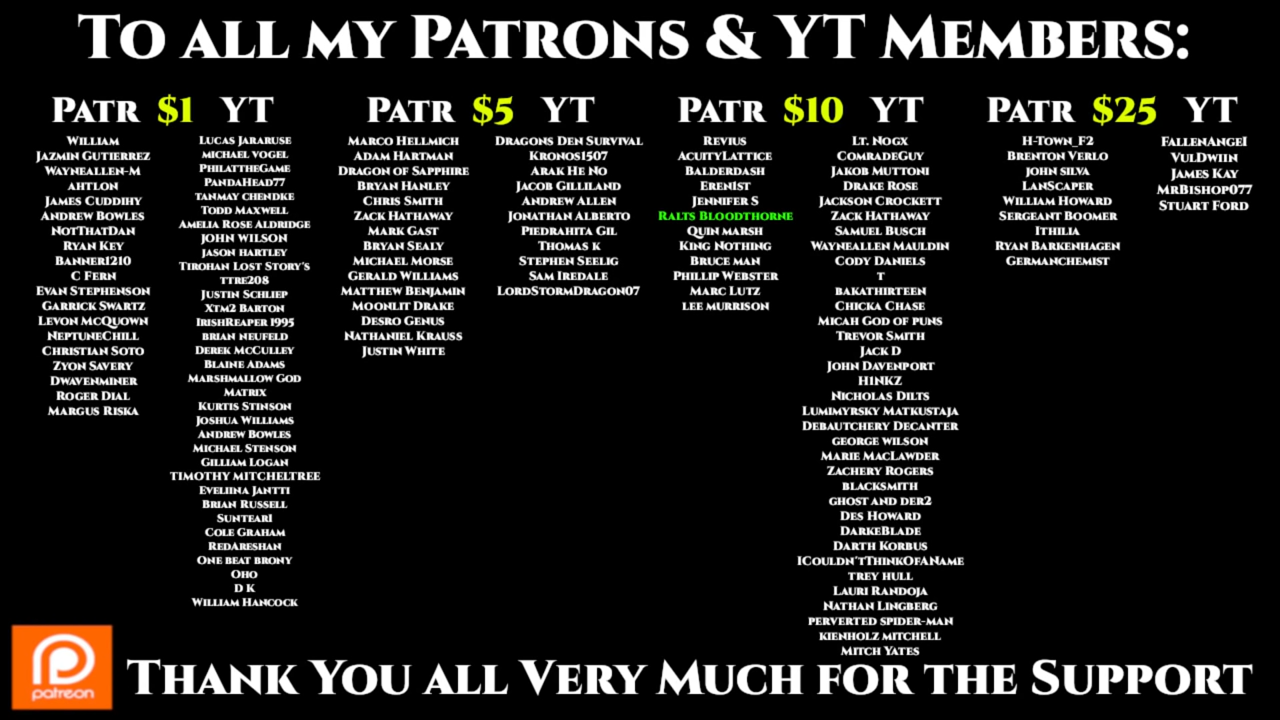 To all my Patrons & YT Members:
Patr $1 YT
William
Jazmin Gutierrez
Wayneallen-M
ahtlon
James Cuddihy
Andrew Bowles
NotThatDan
Ryan Key
Banner1210
C Fern
Evan Stephenson
Garrick Swartz
Levon McQuown
NeptuneChill
Christian Soto
Zyon Savery
Dwavenminer
Roger Dial
Margus Riska
Lucas Jararuse
michael vogel
PhilattheGame
PandaHead77
tanmay chendke
Todd Maxwell
Amelia Rose Aldridge
JOHN WILSON
jason hartley
Tirohan Lost Story's
ttre208
Justin Schliep
Xtm2 Barton
IrishReaper 1995
brian neufeld
Derek McCulley
Blaine Adams
Marshmallow God
Matrix
Kurtis Stinson
Joshua Williams
Andrew Bowles
Michael Stenson
Gilliam Logan
TIMOTHY MITCHELTREE
Eveliina Jantti
Brian Russell
Suntear1
Cole Graham
RedAreshan
One beat brony
Oho
D K
William Hancock
Patr $5 YT
Marco Hellmich
Adam Hartman
Dragon of Sapphire
Bryan Hanley
Chris Smith
Zack Hathaway
Mark Gast
Bryan Sealy
Michael Morse
Gerald Williams
Matthew Benjamin
Moonlit Drake
Desro Genus
Nathaniel Krauss
Justin White
Dragons Den Survival
Kronos1507
Arak He No
Jacob Gilliland
Andrew Allen
Jonathan Alberto
Piedrahita Gil
Thomas k
Stephen Seelig
Sam Iredale
LordStormDragon07
Patr $10 YT
Revius
AcuityLattice
Balderdash
Eren1st
Jennifer S
Ralts Bloodthorne
Quin marsh
King Nothing
Bruce man
Phillip Webster
Marc Lutz
lee murrison
Lt. Nogx
ComradeGuy
Jakob Muttoni
Drake Rose
Jackson Crockett
Zack Hathaway
Samuel Busch
Wayneallen Mauldin
Cody Daniels
T
bakathirteen
Chicka Chase
Micah God of puns
Trevor Smith
Jack D
John Davenport
H1NKZ
Nicholas Dilts
Lumimyrsky Matkustaja
Debautchery Decanter
george wilson
Marie MacLawder
Zachery Rogers
blacksmith
ghost and der2
Des Howard
DarkeBlade
Darth Korbus
ICouldn'tThinkOfAName
trey hull
Lauri Randoja
Nathan Lingberg
perverted spider-man
kienholz mitchell
Mitch Yates
Patr $25 YT
H-Town_F2
Brenton Verlo
john silva
LanScaper
William Howard
Sergeant Boomer
Ithilia
Ryan Barkenhagen
Germanchemist
FallenAngel
VulDwiin
James Kay
MrBishop077
Stuart Ford
patreon
Thank You all Very Much for the Support